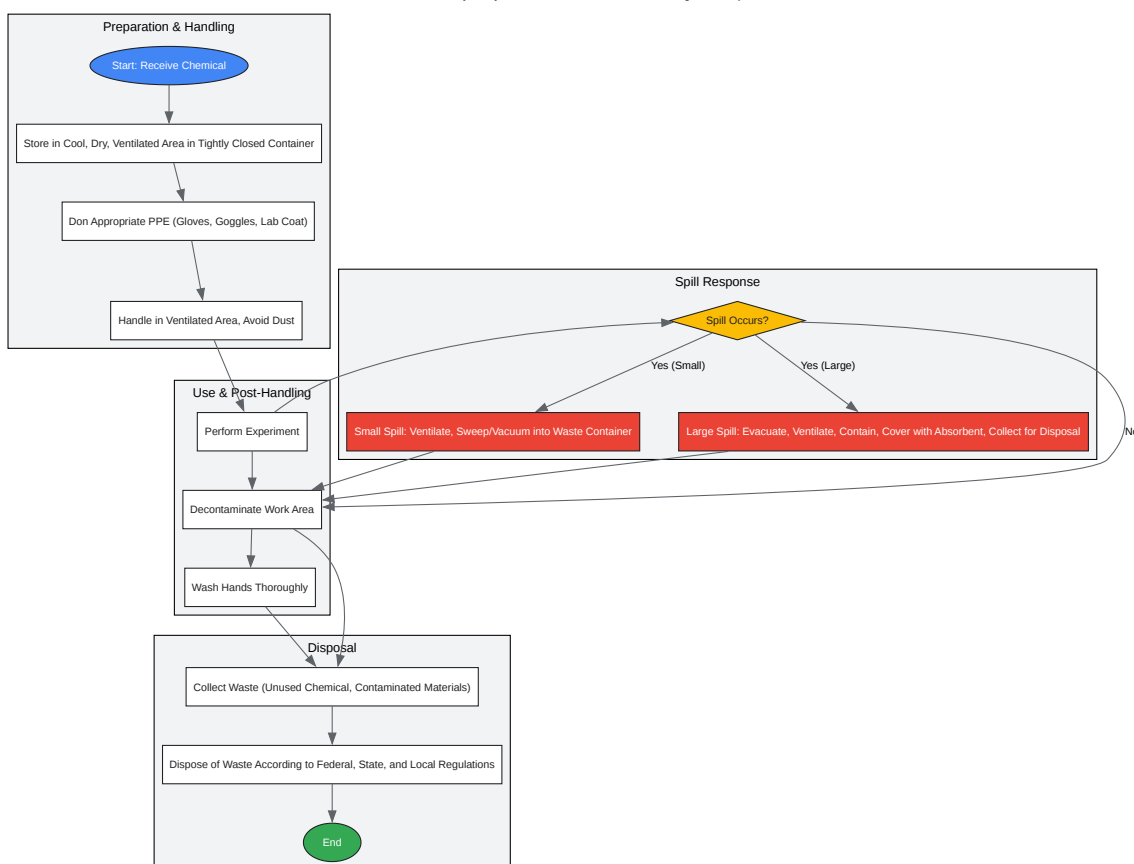 Preparation & Handling
Start: Receive Chemical
Store in Cool, Dry, Ventilated Area in Tightly Closed Container
Don Appropriate PPE (Gloves, Goggles, Lab Coat)
Handle in Ventilated Area, Avoid Dust
Spill Response
Spill Occurs?
Yes (Small)
Yes (Large)
Small Spill: Ventilate, Sweep/Vacuum into Waste Container
Large Spill: Evacuate, Ventilate, Contain, Cover with Absorbent, Collect for Disposal
Use & Post-Handling
Perform Experiment
Decontaminate Work Area
Wash Hands Thoroughly
Disposal
Collect Waste (Unused Chemical, Contaminated Materials)
Dispose of Waste According to Federal, State, and Local Regulations
End